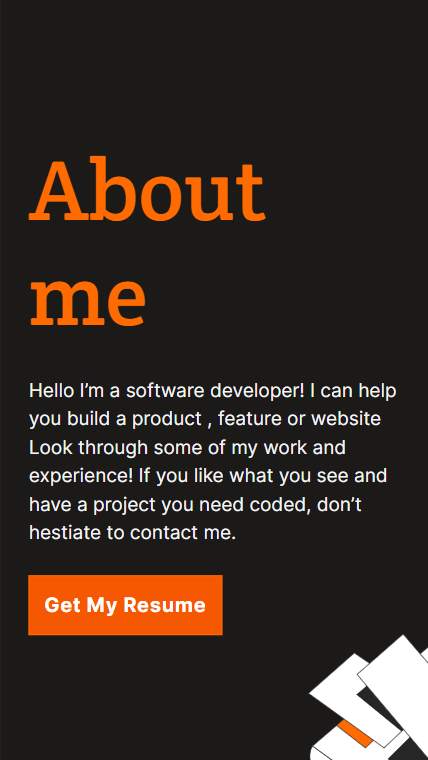 About
me
Hello I’m a software developer! I can help
you build a product , feature or website
Look through some of my work and
experience! If you like what you see and
have a project you need coded, don’t
hestiate to contact me.
Get My Resume